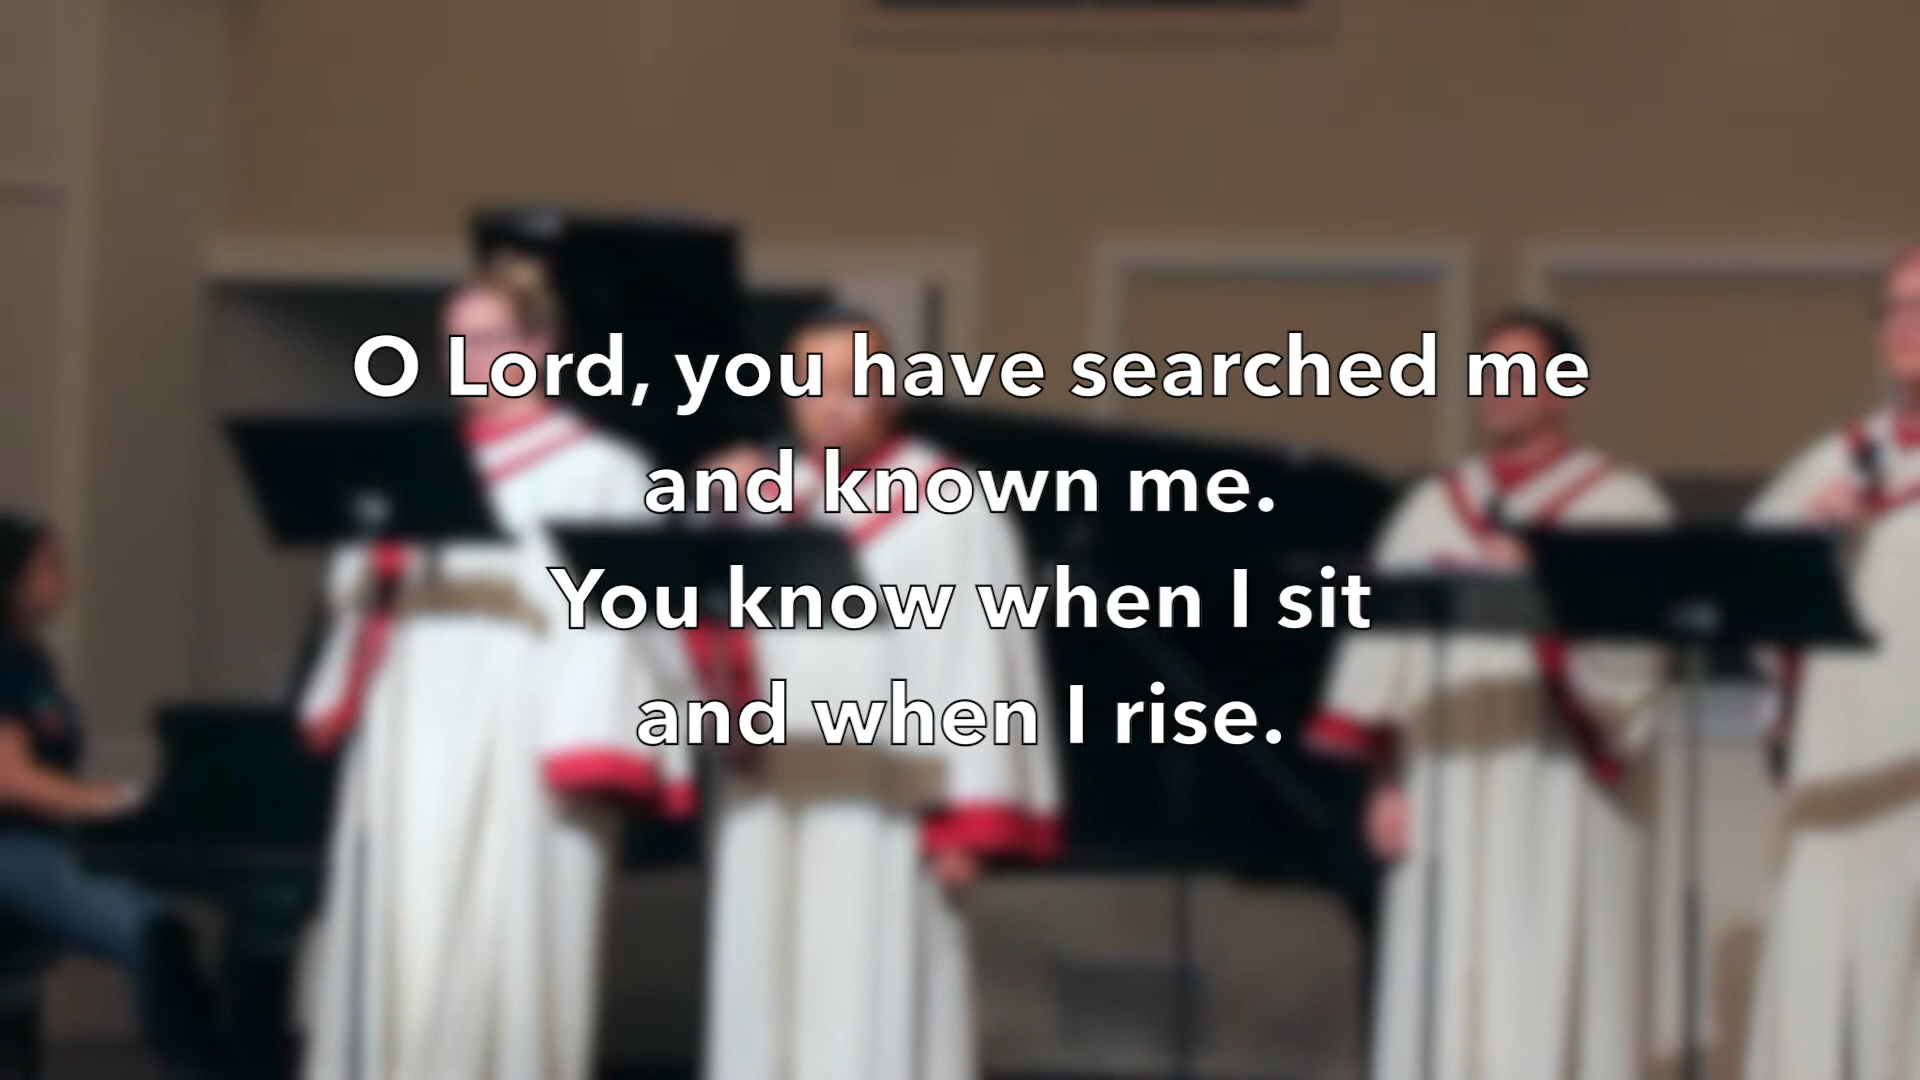 O Lord, you have searched me
and known me.
You know when I sit
and when I rise.